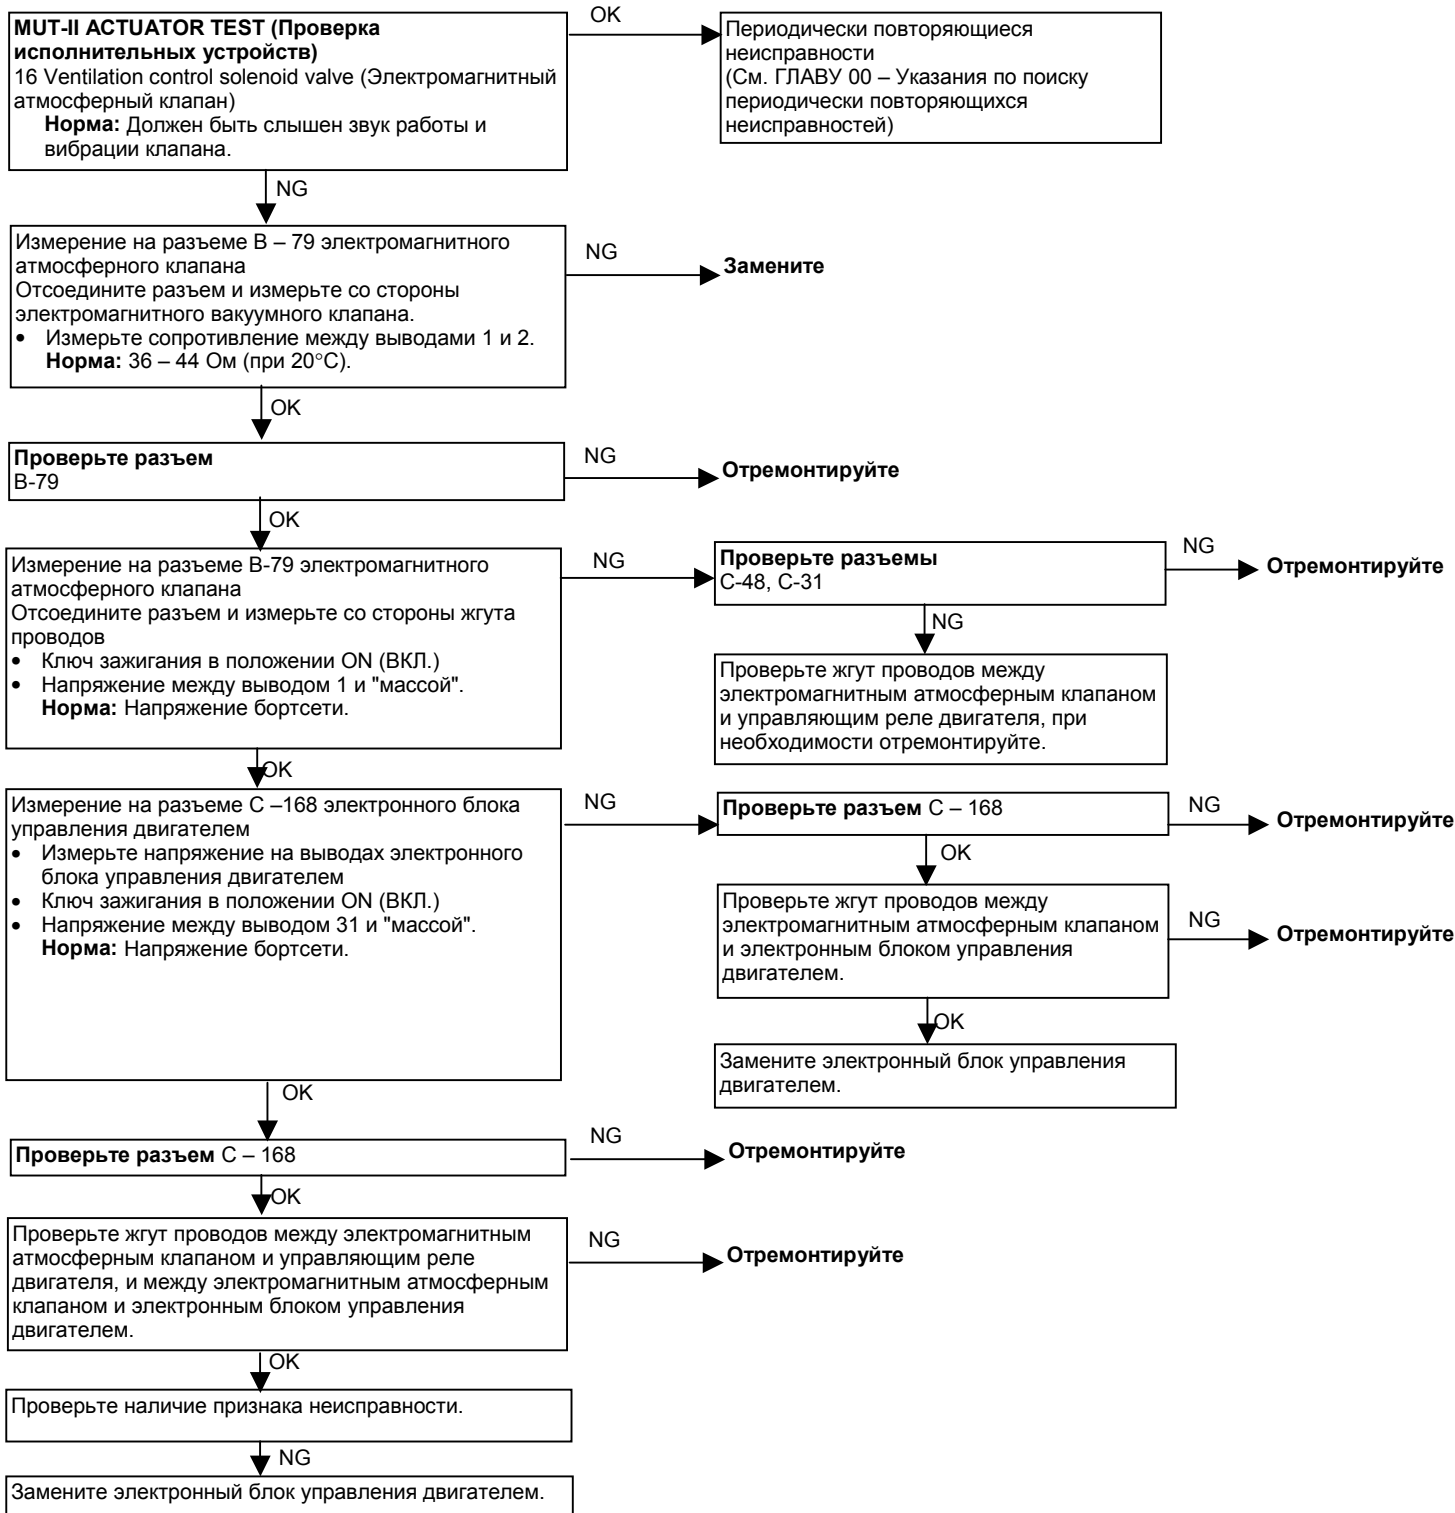 MUT-II ACTUATOR TEST (Проверка
исполнительных устройств)
16 Ventilation control solenoid valve (Электромагнитный
атмосферный клапан)
Норма: Должен быть слышен звук работы и
вибрации клапана.
OK
Периодически повторяющиеся
неисправности
(См. ГЛАВУ 00 – Указания по поиску
периодически повторяющихся
неисправностей)
NG
Измерение на разъеме В – 79 электромагнитного
атмосферного клапана
Отсоедините разъем и измерьте со стороны
электромагнитного вакуумного клапана.
• Измерьте сопротивление между выводами 1 и 2.
Норма: 36 – 44 Ом (при 20°С).
NG
Замените
OK
Проверьте разъем
В-79
NG
Отремонтируйте
OK
Измерение на разъеме В-79 электромагнитного
атмосферного клапана
Отсоедините разъем и измерьте со стороны жгута
проводов
• Ключ зажигания в положении ON (ВКЛ.)
• Напряжение между выводом 1 и "массой".
Норма: Напряжение бортсети.
NG
Проверьте разъемы
С-48, С-31
NG
Отремонтируйте
NG
Проверьте жгут проводов между
электромагнитным атмосферным клапаном
и управляющим реле двигателя, при
необходимости отремонтируйте.
OK
Измерение на разъеме С –168 электронного блока
управления двигателем
• Измерьте напряжение на выводах электронного
блока управления двигателем
• Ключ зажигания в положении ON (ВКЛ.)
• Напряжение между выводом 31 и "массой".
Норма: Напряжение бортсети.
NG
Проверьте разъем С – 168
NG
Отремонтируйте
OK
Проверьте жгут проводов между
электромагнитным атмосферным клапаном
и электронным блоком управления
двигателем.
NG
Отремонтируйте
OK
Замените электронный блок управления
двигателем.
OK
Проверьте разъем С – 168
NG
Отремонтируйте
OK
Проверьте жгут проводов между электромагнитным
атмосферным клапаном и управляющим реле
двигателя, и между электромагнитным атмосферным
клапаном и электронным блоком управления
двигателем.
NG
Отремонтируйте
OK
Проверьте наличие признака неисправности.
NG
Замените электронный блок управления двигателем.